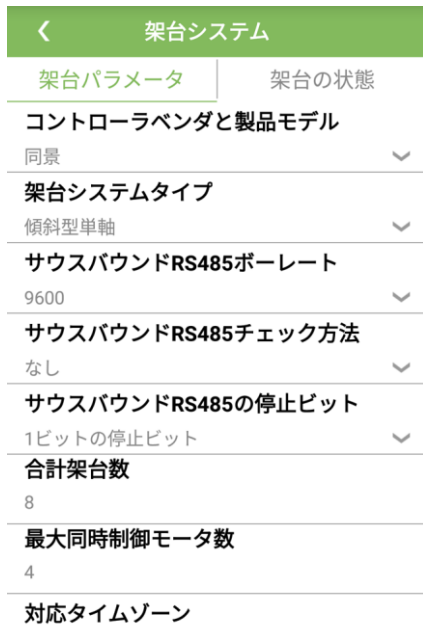 架台システム
架台パラメータ 架台の状態
コントローラベンダと製品モデル
同景
架台システムタイプ
傾斜型単軸
サウスバウンドRS485ボーレート
9600
サウスバウンドRS485チェック方法
なし
サウスバウンドRS485の停止ビット
1ビットの停止ビット
合計架台数
8
最大同時制御モータ数
4
対応タイムゾーン